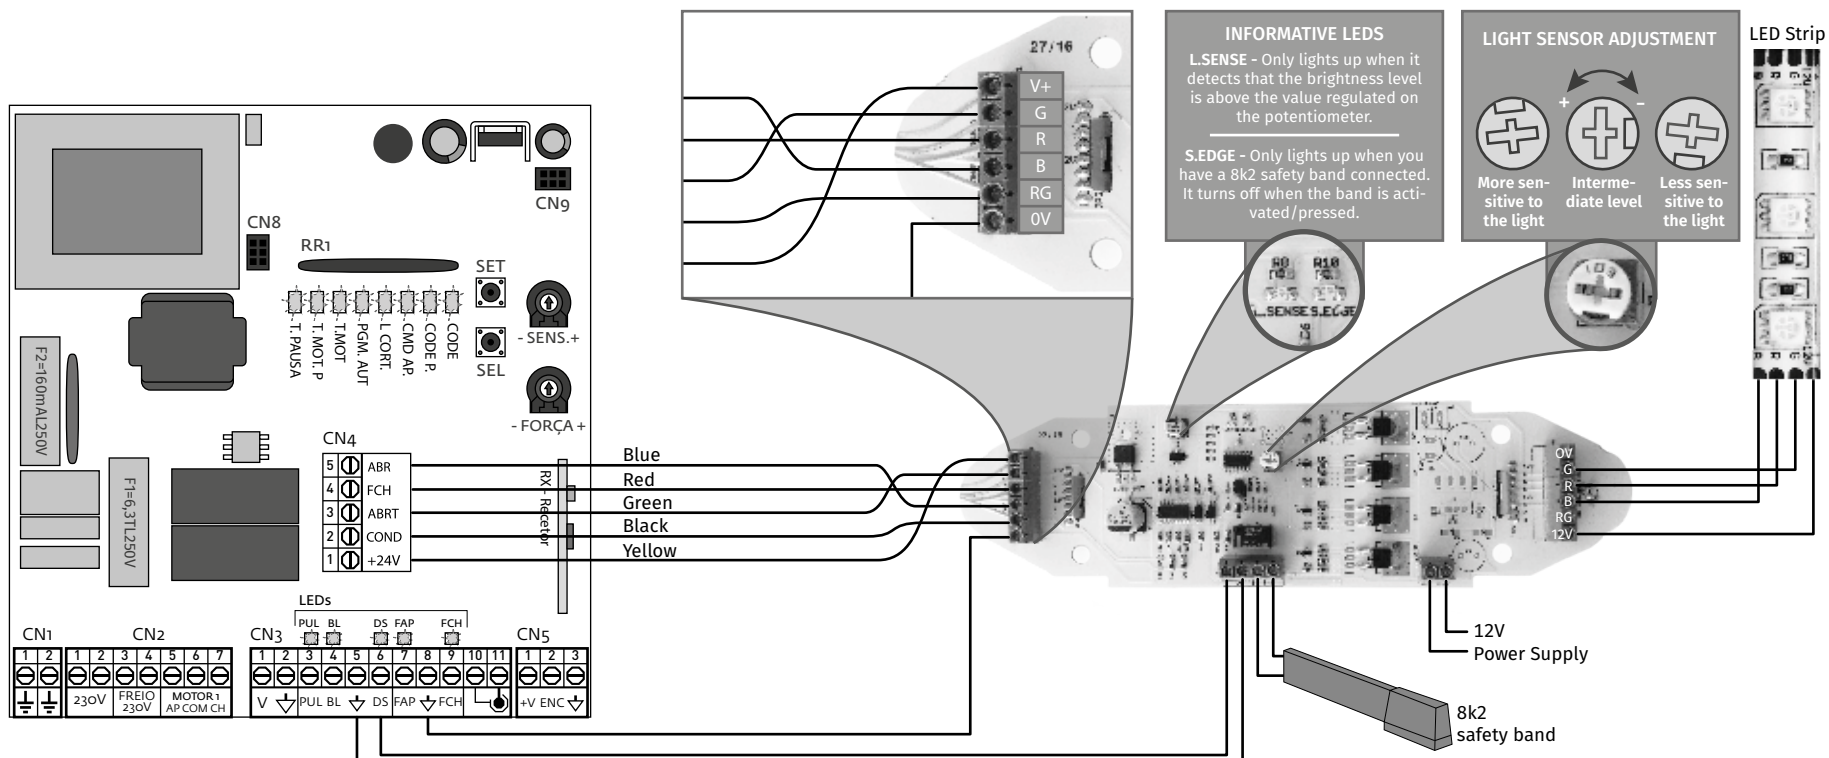 27/16
V+
G
R
B
RG
0V
INFORMATIVE LEDS
L.SENSE - Only lights up when it
detects that the brightness level
is above the value regulated on
the potentiometer.
S.EDGE - Only lights up when you
have a 8k2 safety band connected.
It turns off when the band is acti-
vated/pressed.
LIGHT SENSOR ADJUSTMENT
+ -
More sen-
sitive to
the light
Interme-
diate level
Less sen-
sitive to
the light
LED Strip
R10
L_SENSE S.EDGE
CN8
CN9
RR1
SET
- SENS.+
SEL
- FORÇA +
T. PAUSA
T. MOT. P
T.MOT
PGM. AUT
L CORT.
CMD AP.
CODE P.
CODE
F2=160mAL250V
F1=6,3TL250V
CN4
5 ABR
4 FCH
3 ABRT
2 COND
1 +24V
RX - Recetor
Blue
Red
Green
Black
Yellow
0V
G
R
B
RG
12V
LEDs
PUL BL DS FAP FCH
CN1
1 2
CN2
1 2 3 4 5 6 7
230V
FREIO
230V
MOTOR 1
AP COM CH
CN3
1 2 3 4 5 6 7 8 9 10 11
V PUL BL DS FAP FCH
CN5
1 2 3
+V ENC
12V
Power Supply
8k2
safety band